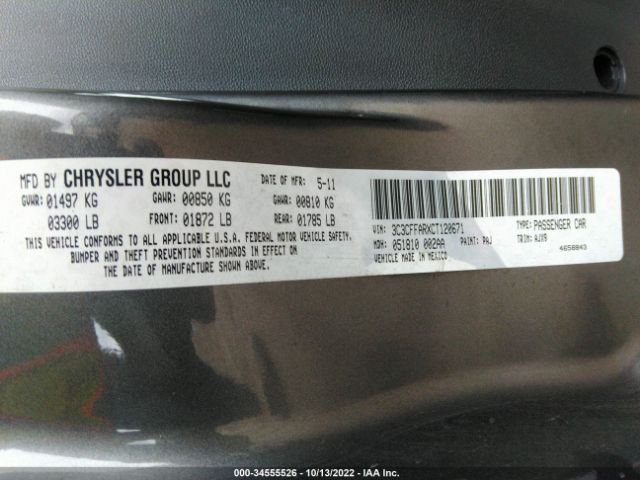 MFD BY CHRYSLER GROUP LLC DATE OF MFR: 5-11
GVWR: 01497 KG GAWR: 00850 KG GAWR: 00810 KG
03300 LB FRONT: 01872 LB REAR: 01785 LB
THIS VEHICLE CONFORMS TO ALL APPLICABLE U.S.A. FEDERAL MOTOR VEHICLE SAFETY,
BUMPER AND THEFT PREVENTION STANDARDS IN EFFECT ON
THE DATE OF MANUFACTURE SHOWN ABOVE.
VIN: 3C3CFFARXCT120671 TYPE: PASSENGER CAR
MDH: 051810 002AA PAINT: PAJ TRIM: AJX9
VEHICLE MADE IN MEXICO 4658843
000-34555526 - 10/13/2022 - IAA Inc.